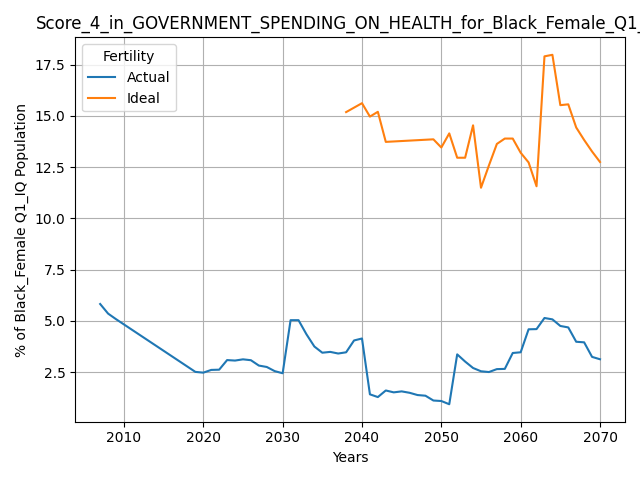 Score_4_in_GOVERNMENT_SPENDING_ON_HEALTH_for_Black_Female_Q1_
Fertility
Actual
Ideal
% of Black_Female Q1_IQ Population
17.5
15.0
12.5
10.0
7.5
5.0
2.5
2010 2020 2030 2040 2050 2060 2070
Years